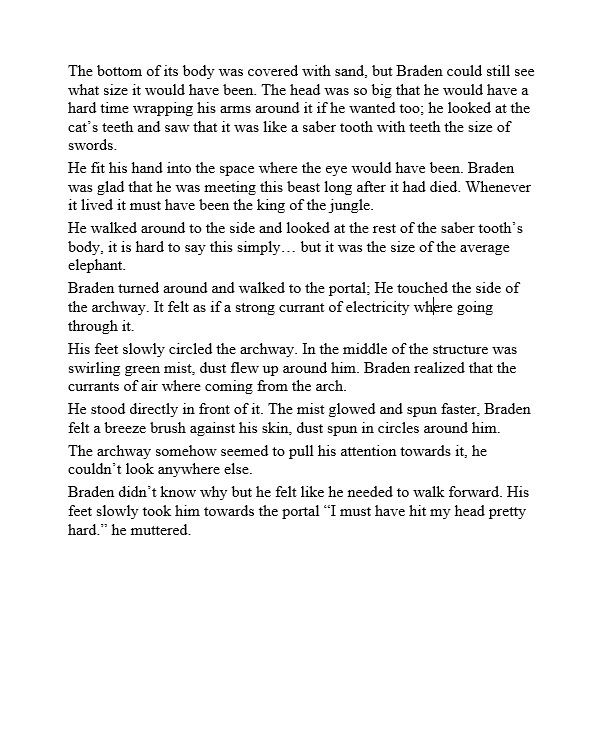 The bottom of its body was covered with sand, but Braden could still see
what size it would have been. The head was so big that he would have a
hard time wrapping his arms around it if he wanted too; he looked at the
cat’s teeth and saw that it was like a saber tooth with teeth the size of
swords.
He fit his hand into the space where the eye would have been. Braden
was glad that he was meeting this beast long after it had died. Whenever
it lived it must have been the king of the jungle.
He walked around to the side and looked at the rest of the saber tooth’s
body, it is hard to say this simply… but it was the size of the average
elephant.
Braden turned around and walked to the portal; He touched the side of
the archway. It felt as if a strong currant of electricity where going
through it.
His feet slowly circled the archway. In the middle of the structure was
swirling green mist, dust flew up around him. Braden realized that the
currants of air where coming from the arch.
He stood directly in front of it. The mist glowed and spun faster, Braden
felt a breeze brush against his skin, dust spun in circles around him.
The archway somehow seemed to pull his attention towards it, he
couldn’t look anywhere else.
Braden didn’t know why but he felt like he needed to walk forward. His
feet slowly took him towards the portal “I must have hit my head pretty
hard.” he muttered.